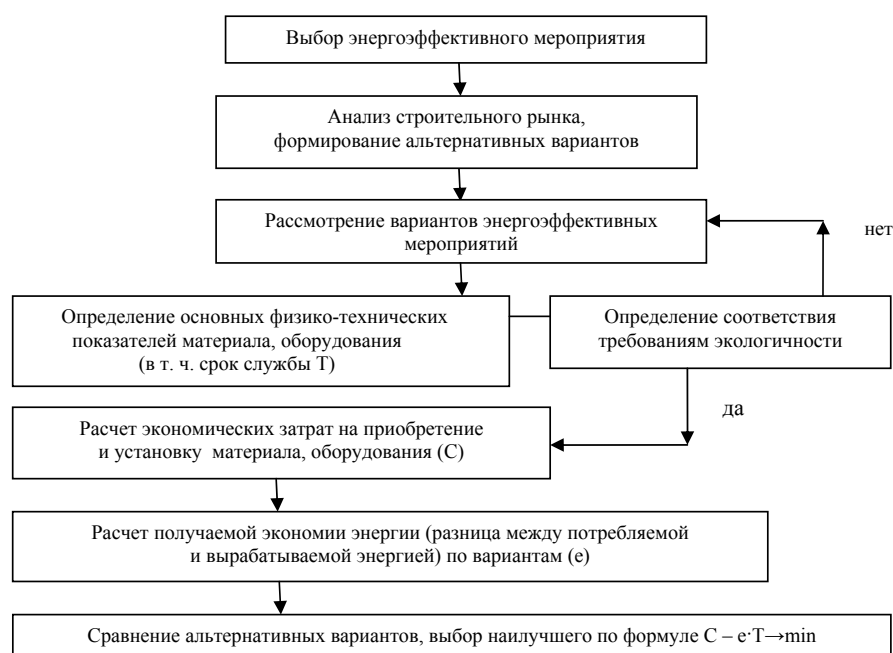 Выбор энергоэффективного мероприятия
Анализ строительного рынка,
формирование альтернативных вариантов
Рассмотрение вариантов энергоэффективных
мероприятий
нет
Определение основных физико-технических
показателей материала, оборудования
(в т. ч. срок службы Т)
Определение соответствия
требованиям экологичности
да
Расчет экономических затрат на приобретение
и установку материала, оборудования (С)
Расчет получаемой экономии энергии (разница между потребляемой
и вырабатываемой энергией) по вариантам (е)
Сравнение альтернативных вариантов, выбор наилучшего по формуле С – е·Т→min